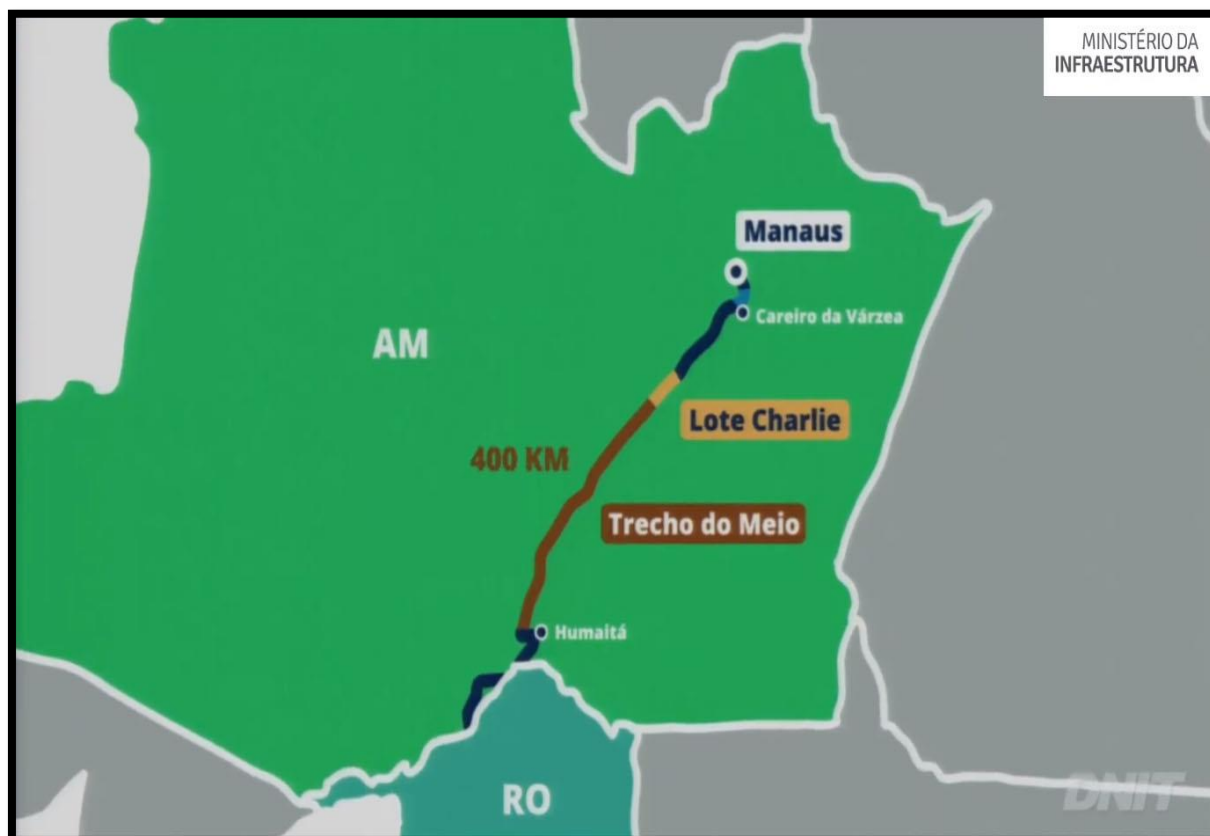 MINISTÉRIO DA
INFRAESTRUTURA
Manaus
Careiro da Várzea
AM
Lote Charlie
400 KM
Trecho do Meio
Humaitá
RO
DNIT